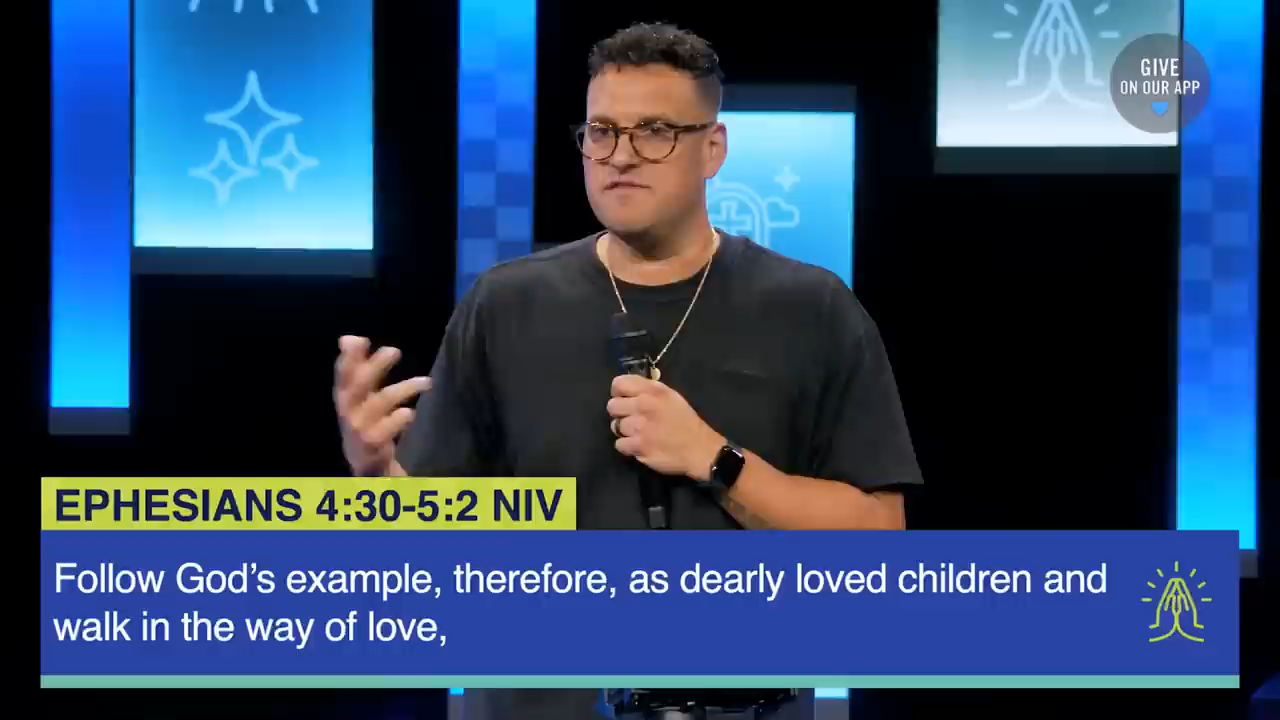 GIVE
ON OUR APP
EPHESIANS 4:30-5:2 NIV
Follow God’s example, therefore, as dearly loved children and
walk in the way of love,